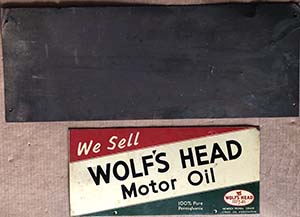 We Sell
WOLF'S HEAD
Motor Oil
100% Pure
Pennsylvania
WOLF'S HEAD